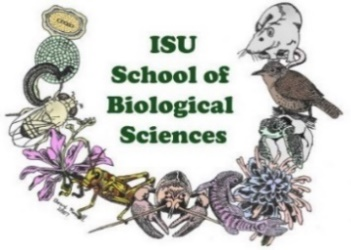 ISU
School of
Biological
Sciences